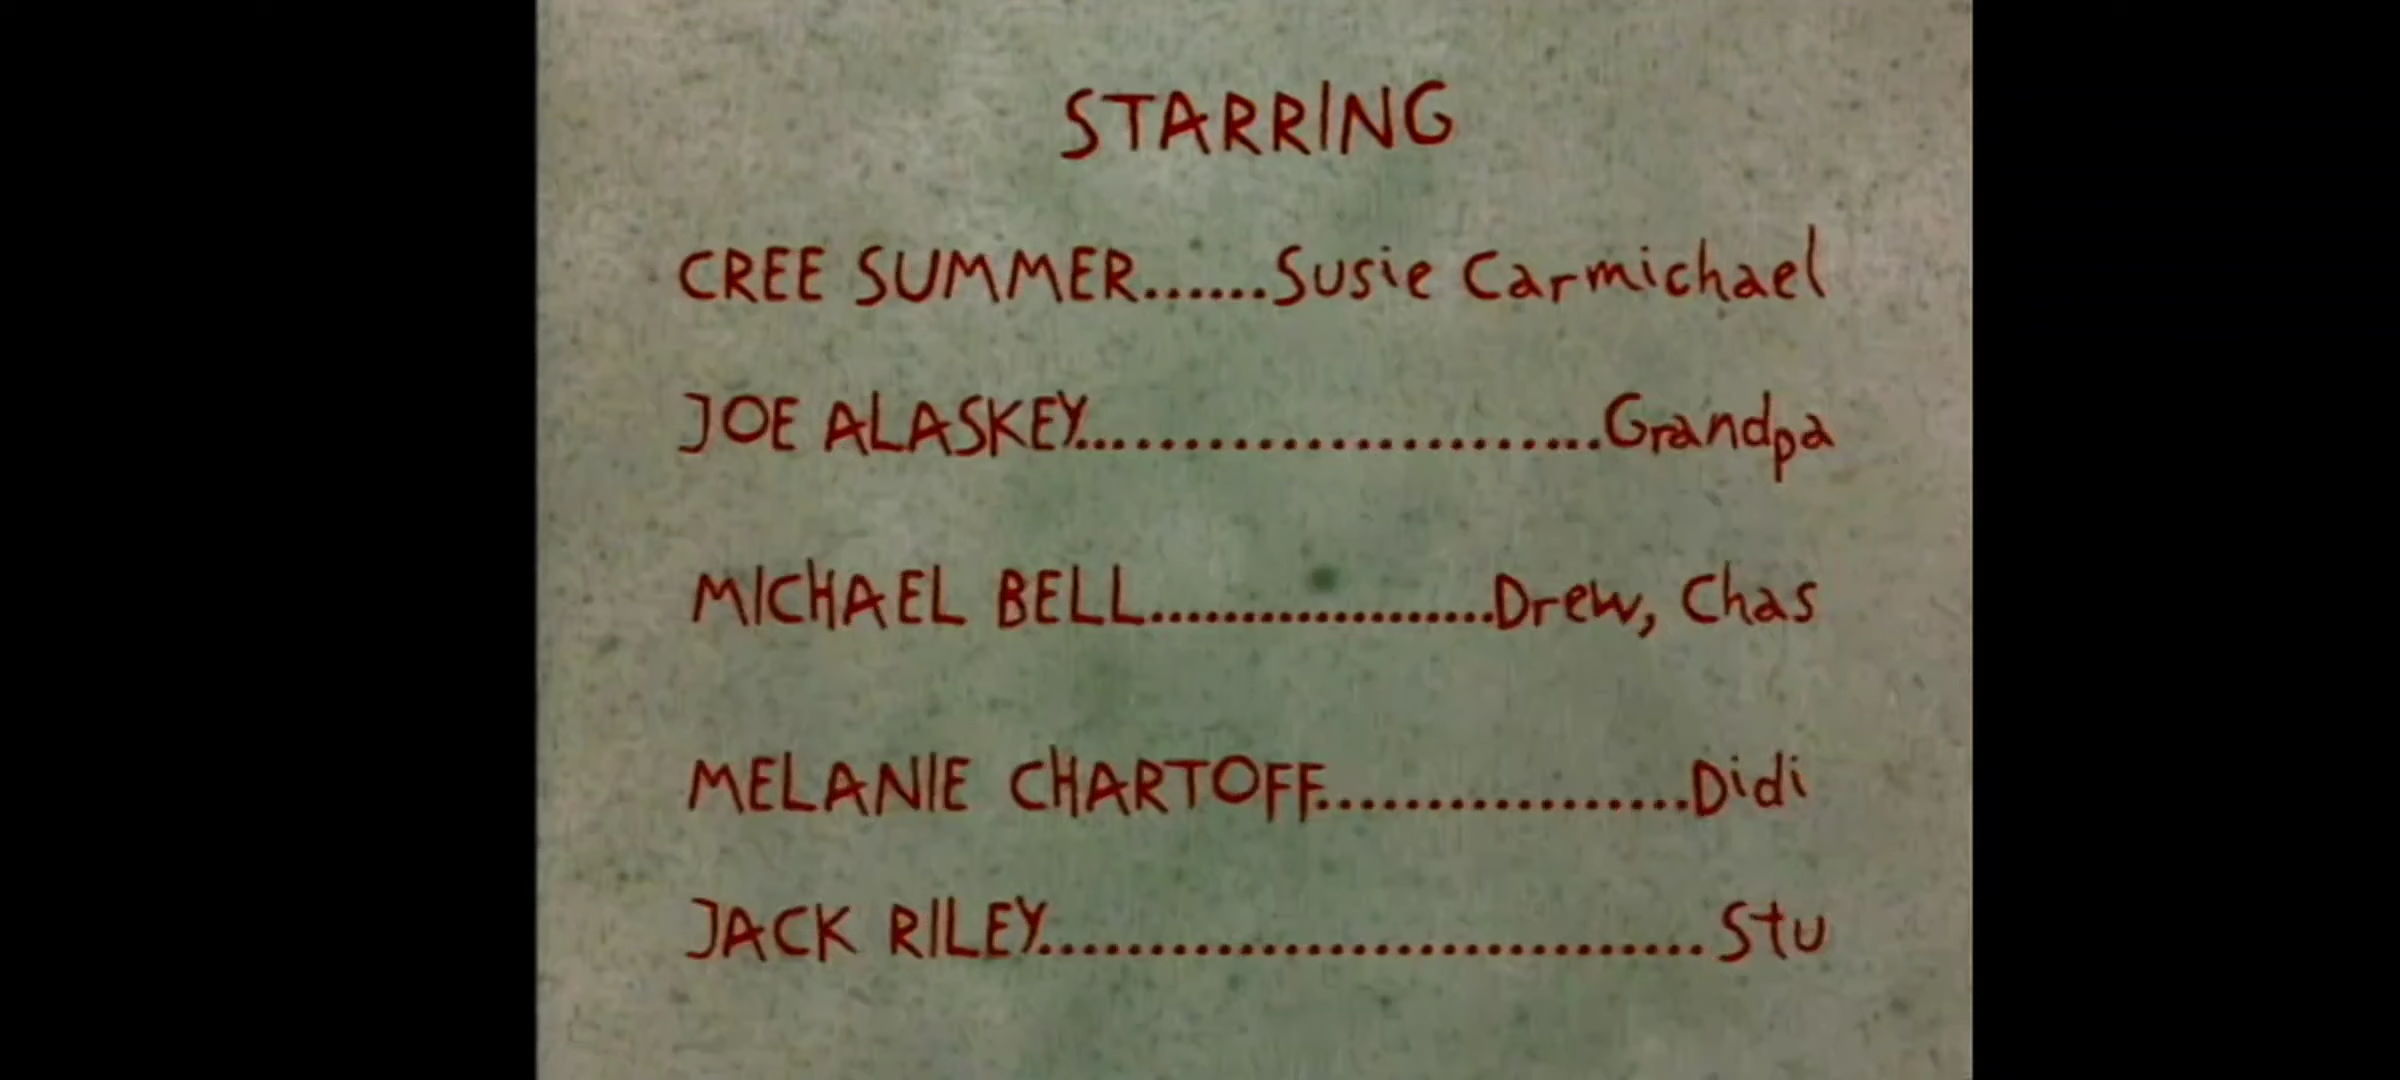 STARRING
CREE SUMMER......Susie Carmichael
JOE ALASKEY.......................Grandpa
MICHAEL BELL...................Drew, Chas
MELANIE CHARTOFF.................Didi
JACK RILEY...........................Stu